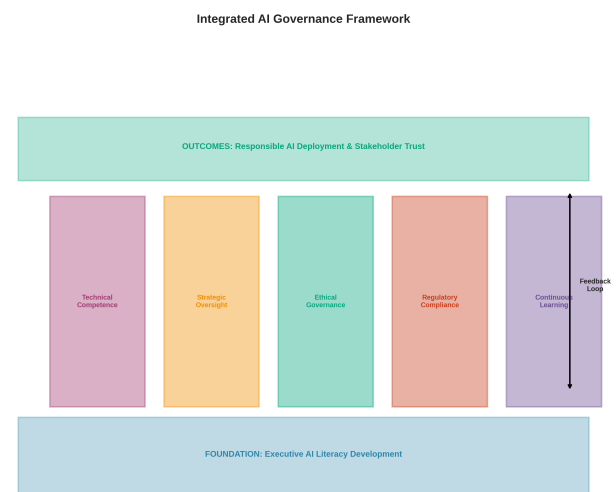 Integrated AI Governance Framework
OUTCOMES: Responsible AI Deployment & Stakeholder Trust
Technical
Competence
Strategic
Oversight
Ethical
Governance
Regulatory
Compliance
Continuous
Learning
Feedback
Loop
FOUNDATION: Executive AI Literacy Development